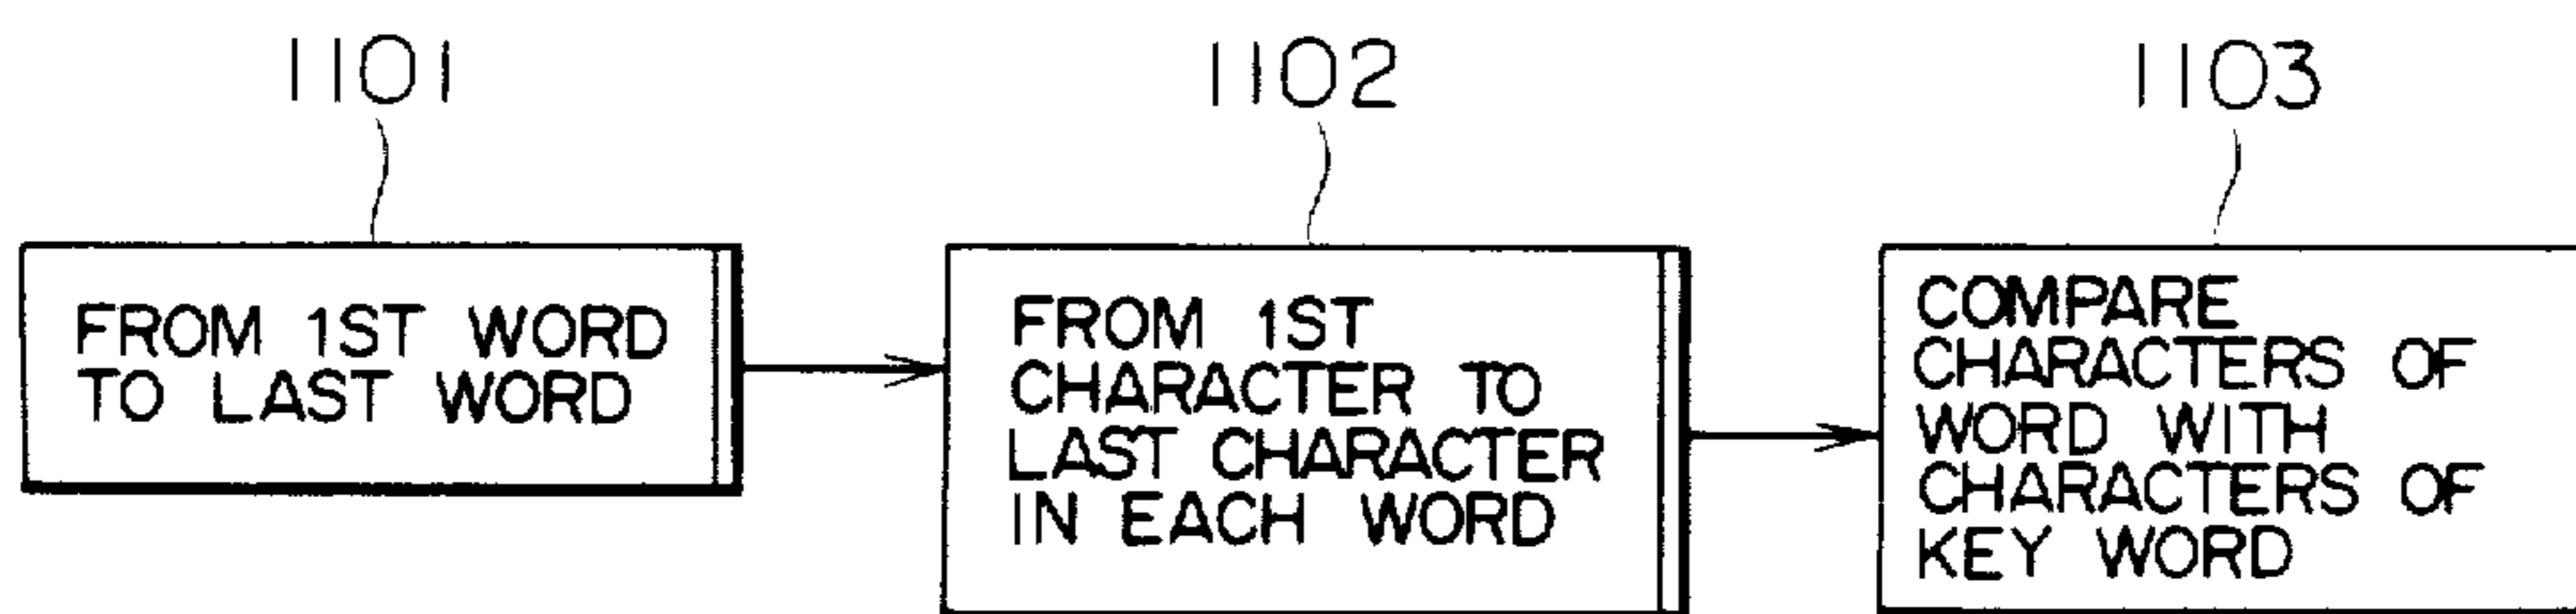 1101
FROM 1ST WORD
TO LAST WORD
1102
FROM 1ST
CHARACTER TO
LAST CHARACTER
IN EACH WORD
1103
COMPARE
CHARACTERS OF
WORD WITH
CHARACTERS OF
KEY WORD